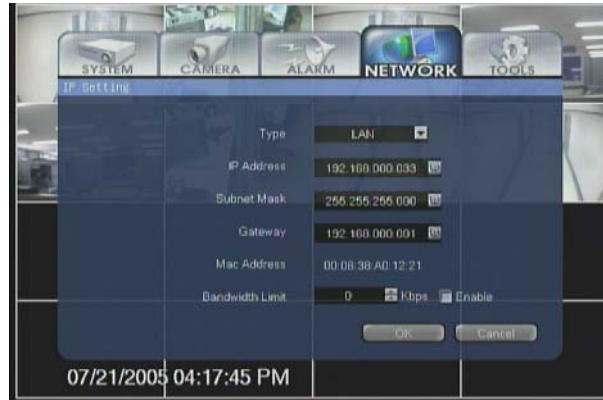 SYSTEM CAMERA ALARM NETWORK TOOLS
IP Setting
Type LAN
IP Address 192.168.000.033
Subnet Mask 255.255.255.000
Gateway 192.168.000.001
Mac Address 00:08:38:A0:12:21
Bandwidth Limit 0 Kbps Enable
OK Cancel
07/21/2005 04:17:45 PM